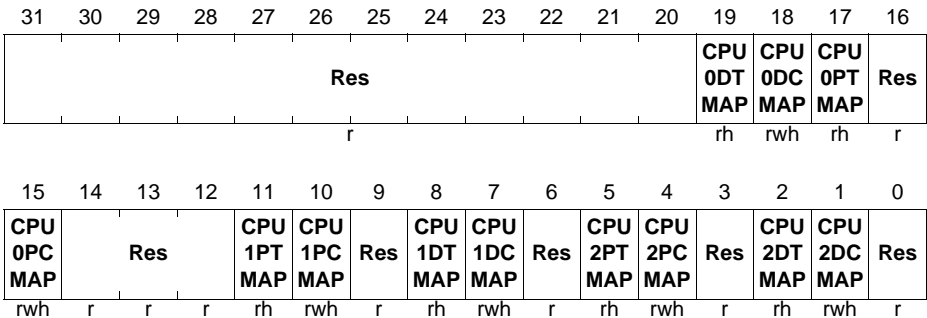 31 30 29 28 27 26 25 24 23 22 21 20 19 18 17 16
CPU CPU CPU
Res 0DT 0DC 0PT Res
MAP MAP MAP
r rh rwh rh r
15 14 13 12 11 10 9 8 7 6 5 4 3 2 1 0
CPU CPU CPU CPU CPU CPU CPU CPU CPU
0PC Res 1PT 1PC Res 1DT 1DC Res 2PT 2PC Res 2DT 2DC Res
MAP MAP MAP MAP MAP MAP MAP MAP MAP
rwh r r r rh rwh r rh rwh r rh rwh r rh rwh r